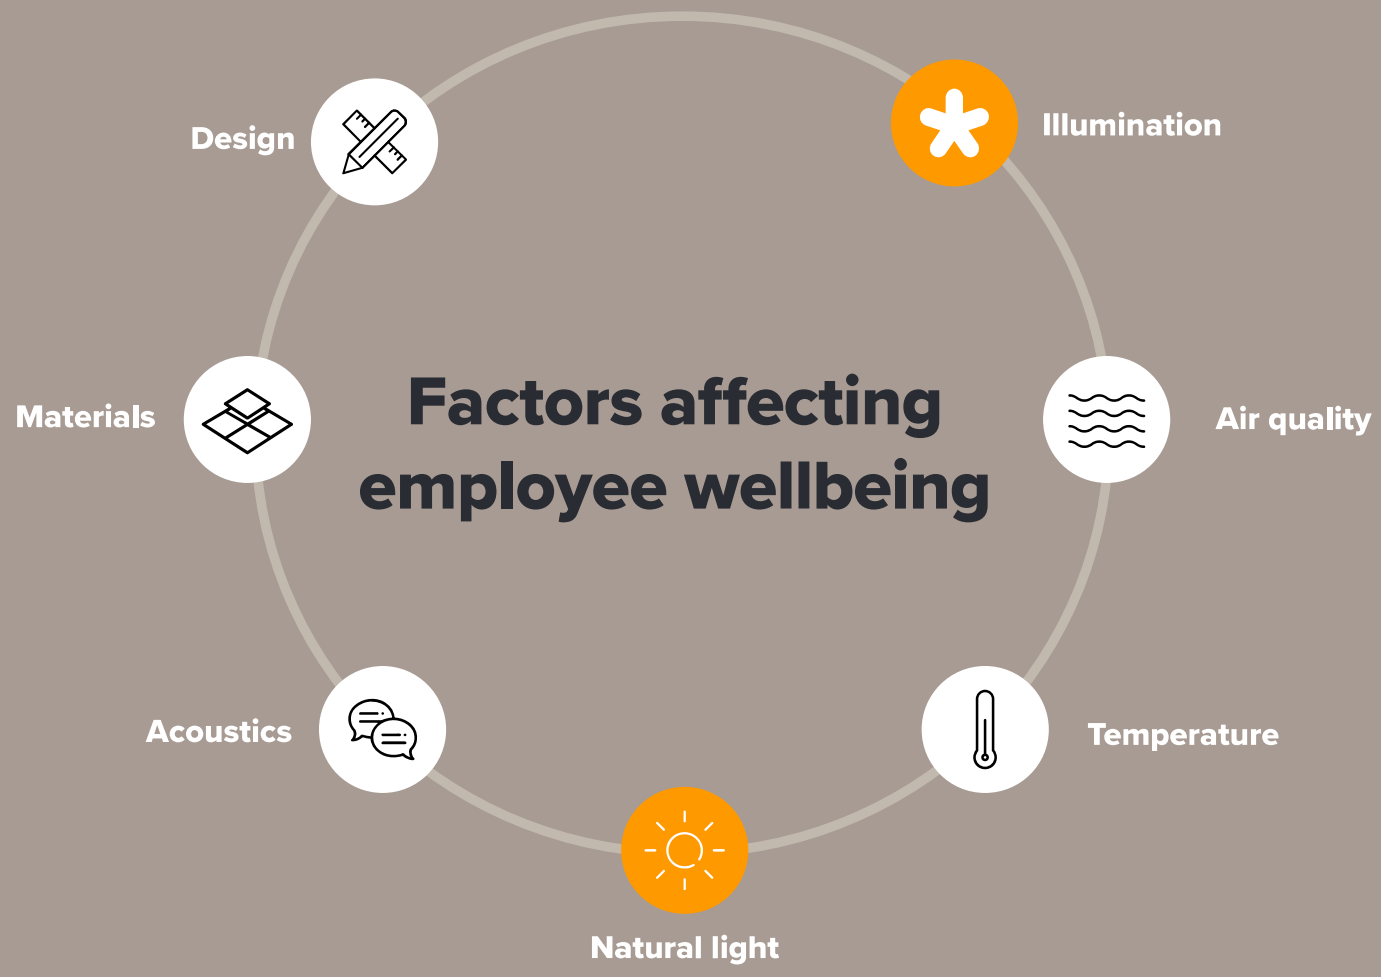 Design
Illumination
Factors affecting
employee wellbeing
Materials
Air quality
Acoustics
Temperature
Natural light